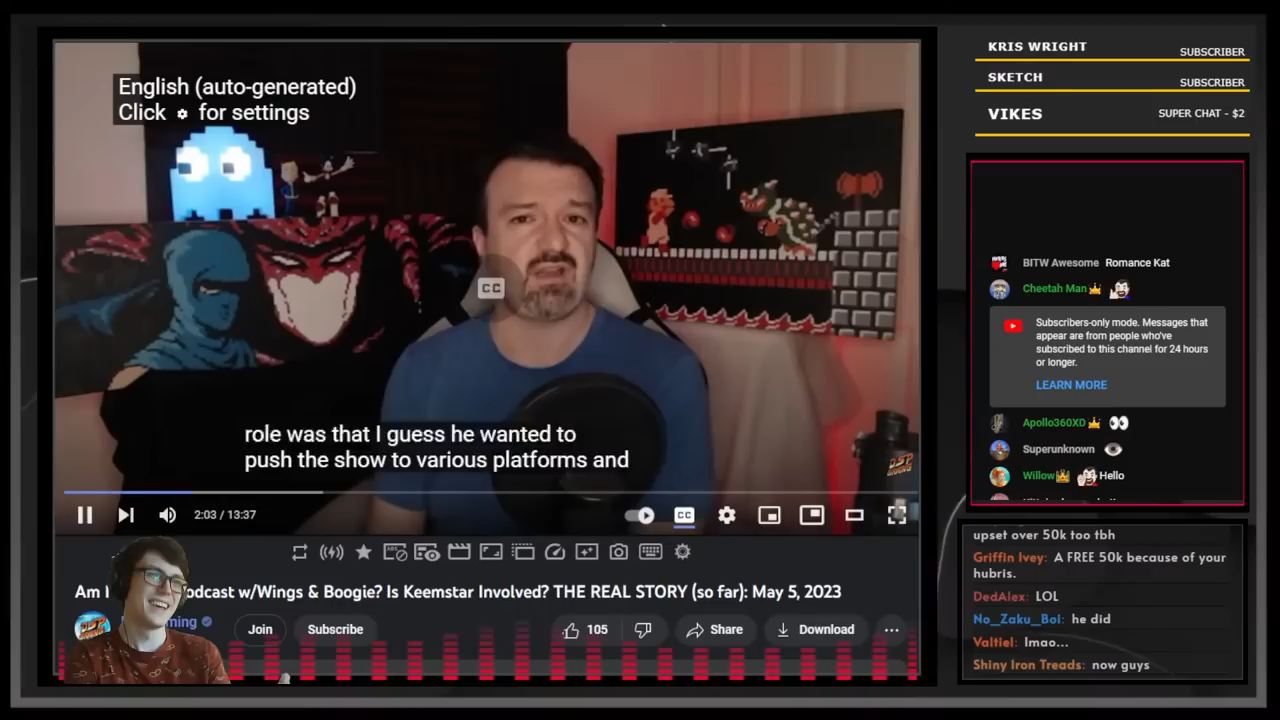 English (auto-generated)
Click for settings
CC
role was that I guess he wanted to
push the show to various platforms and
DSP
2:03 / 13:37
CC
Am I
odcast w/Wings & Boogie? Is Keemstar Involved? THE REAL STORY (so far): May 5, 2023
ming
Join
Subscribe
105
Share
Download
KRIS WRIGHT SUBSCRIBER
SKETCH SUBSCRIBER
VIKES SUPER CHAT - $2
BITW Awesome Romance Kat
Cheetah Man
Subscribers-only mode. Messages that
appear are from people who've
subscribed to this channel for 24 hours
or longer.
LEARN MORE
Apollo360XD
Superunknown
Willow Hello
upset over 50k too tbh
Griffin Ivey: A FREE 50k because of your
hubris.
DedAlex: LOL
No_Zaku_Boi: he did
Valtiel: lmao...
Shiny Iron Treads: now guys